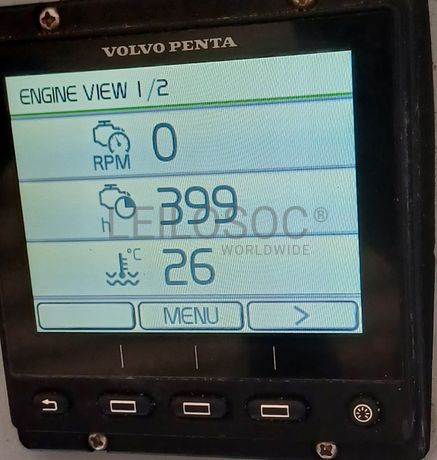 VOLVO PENTA
ENGINE VIEW 1/2
RPM 0
h 399
LEILOSOC®
WORLDWIDE
°C 26
MENU >